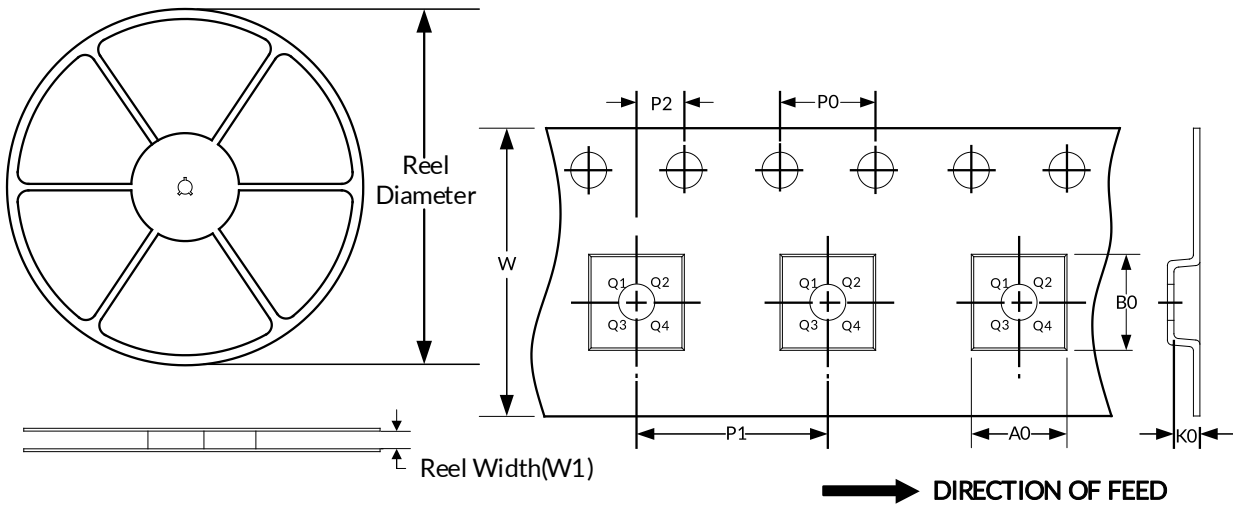 Reel
Diameter
Reel Width(W1)
P2
P0
W
Q1 Q2
Q3 Q4
Q1 Q2
Q3 Q4
Q1 Q2
Q3 Q4
B0
P1
A0
K0
DIRECTION OF FEED